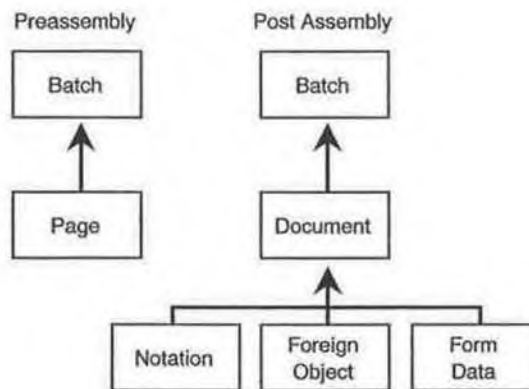 Preassembly
Post Assembly
Batch
Batch
Page
Document
Notation
Foreign
Object
Form
Data